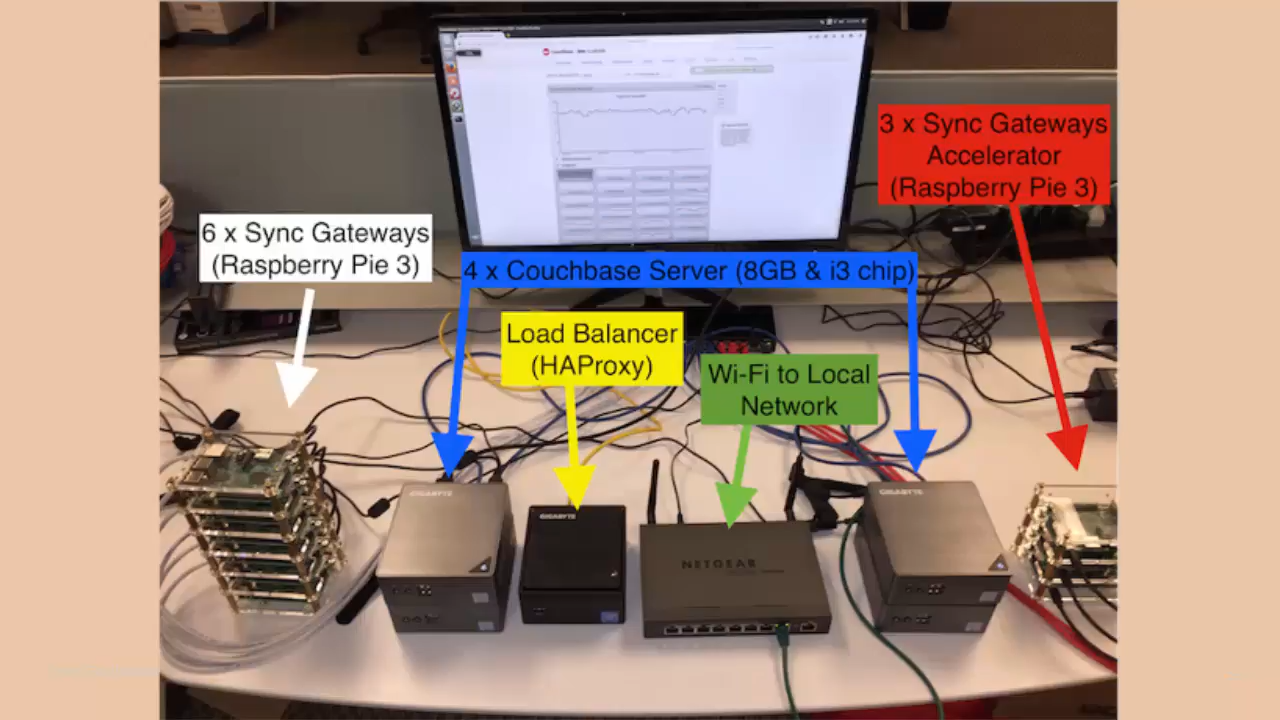 3 x Sync Gateways
Accelerator
(Raspberry Pie 3)
6 x Sync Gateways
(Raspberry Pie 3)
4 x Couchbase Server (8GB & i3 chip)
Load Balancer
(HAProxy)
Wi-Fi to Local
Network
GIGABYTE
GIGABYTE
NETGEAR
GIGABYTE